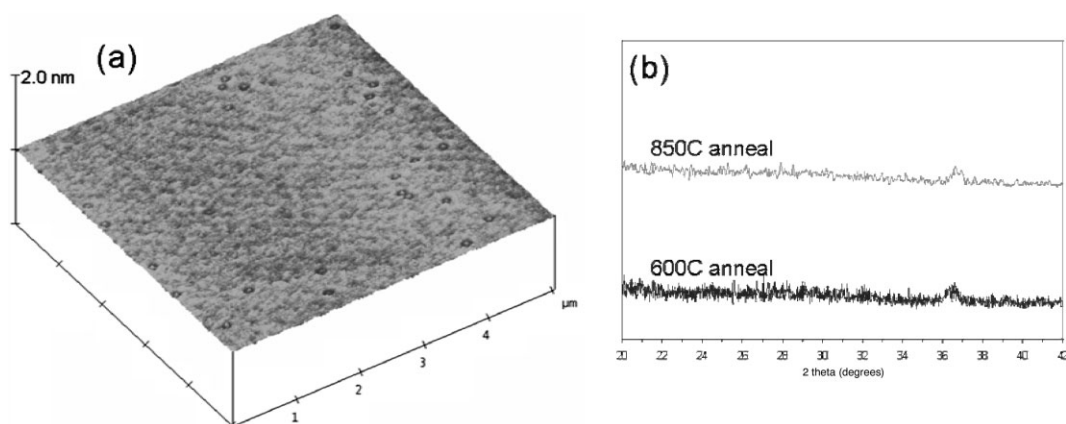 (a)
2.0 nm
µm
4
3
2
1
(b)
850C anneal
600C anneal
20 22 24 26 28 30 32 34 36 38 40 42
2 theta (degrees)